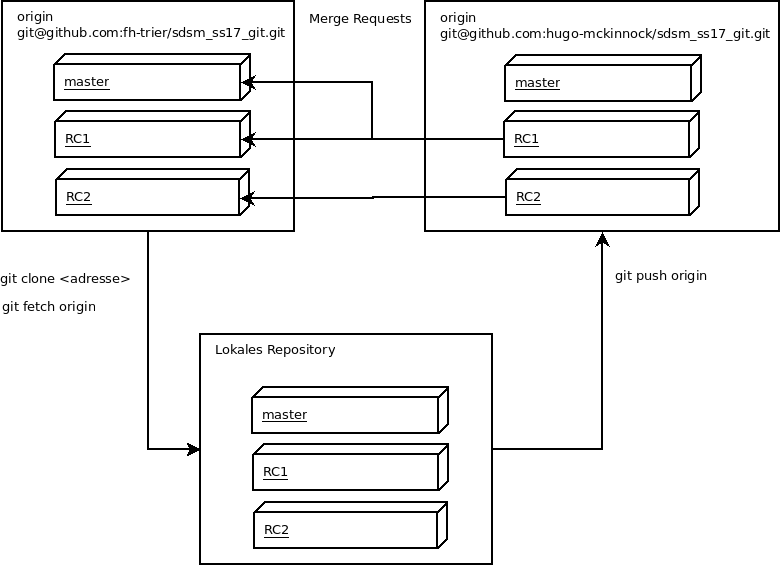 origin
git@github.com:fh-trier/sdsm_ss17_git.git
master
RC1
RC2
Merge Requests
origin
git@github.com:hugo-mckinnock/sdsm_ss17_git.git
master
RC1
RC2
git clone <adresse>
git fetch origin
git push origin
Lokales Repository
master
RC1
RC2